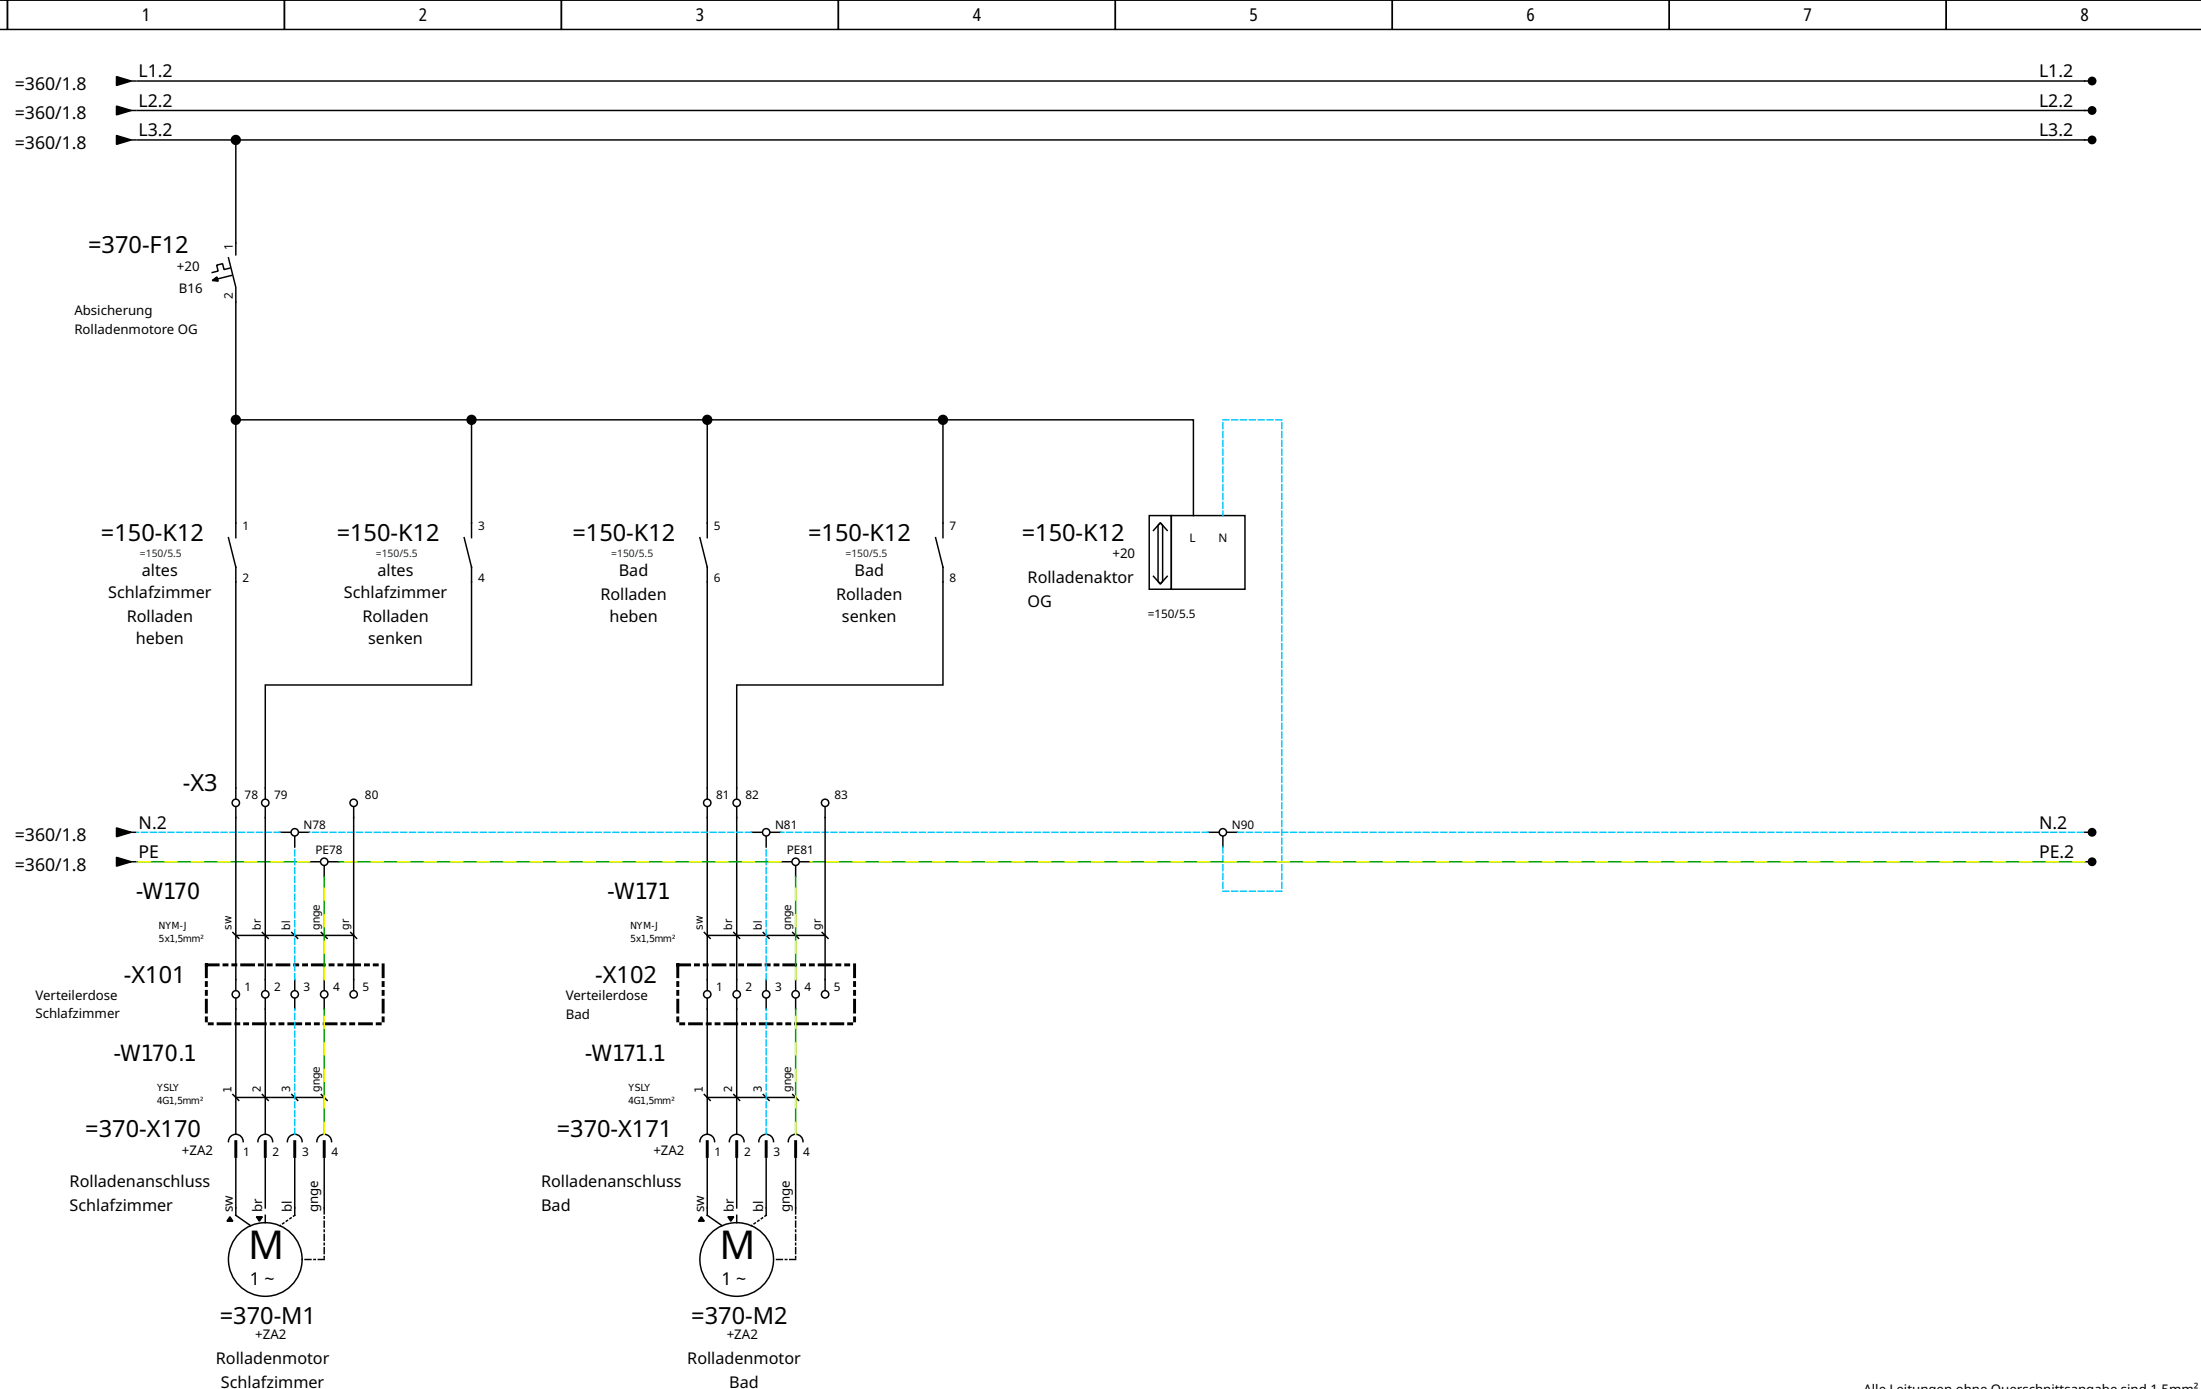 1 2 3 4 5 6 7 8
=360/1.8 L1.2 L1.2
=360/1.8 L2.2 L2.2
=360/1.8 L3.2 L3.2
=370-F12
+20
B16
1
2
Absicherung
Rolladenmotore OG
=150-K12
=150/5.5
altes
Schlafzimmer
Rolladen
heben
1
2
=150-K12
=150/5.5
altes
Schlafzimmer
Rolladen
senken
3
4
=150-K12
=150/5.5
Bad
Rolladen
heben
5
6
=150-K12
=150/5.5
Bad
Rolladen
senken
7
8
=150-K12
+20
Rolladenaktor
OG
L N
=150/5.5
-X3
78 79 80 81 82 83
=360/1.8 N.2 N78 N81 N90 N.2
=360/1.8 PE PE78 PE81 PE.2
-W170
NYM-J
5x1,5mm²
sw br bl gnge gr
-W171
NYM-J
5x1,5mm²
sw br bl gnge gr
-X101
Verteilerdose
Schlafzimmer
1 2 3 4 5
-X102
Verteilerdose
Bad
1 2 3 4 5
-W170.1
YSLY
4G1,5mm²
1 2 3 gnge
-W171.1
YSLY
4G1,5mm²
1 2 3 gnge
=370-X170
+ZA2
1 2 3 4
Rolladenanschluss
Schlafzimmer
sw br bl gnge
=370-X171
+ZA2
1 2 3 4
Rolladenanschluss
Bad
sw br bl gnge
M
1 ~
=370-M1
+ZA2
Rolladenmotor
Schlafzimmer
M
1 ~
=370-M2
+ZA2
Rolladenmotor
Bad
Alle Leitungen ohne Querschnittsangabe sind 1,5mm²